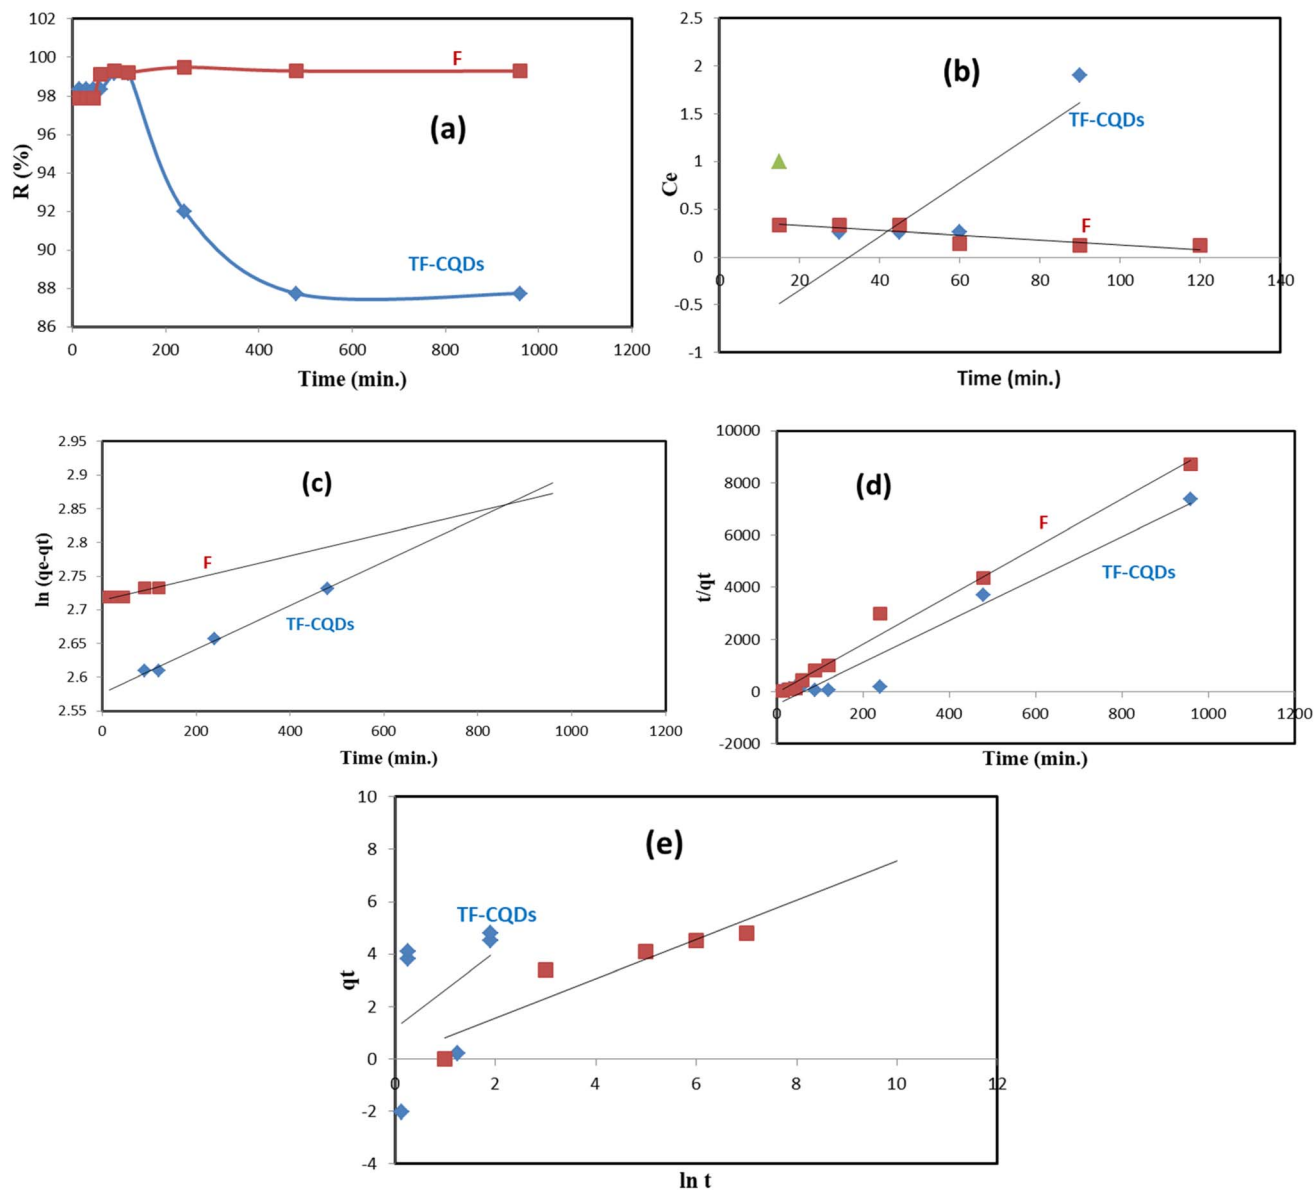 102
100
98
96
94
92
90
88
86
R (%)
F
(a)
TF-CQDs
0 200 400 600 800 1000 1200
Time (min.)
2.5
2
1.5
1
0.5
0
-0.5
-1
Ce
(b)
TF-CQDs
F
0 20 40 60 80 100 120 140
Time (min.)
2.95
2.9
2.85
2.8
2.75
2.7
2.65
2.6
2.55
ln (qe-qt)
(c)
F
TF-CQDs
0 200 400 600 800 1000 1200
Time (min.)
10000
8000
6000
4000
2000
0
-2000
t/qt
(d)
F
TF-CQDs
0 200 400 600 800 1000 1200
Time (min.)
10
8
6
4
2
0
-2
-4
qt
(e)
TF-CQDs
0 2 4 6 8 10 12
ln t